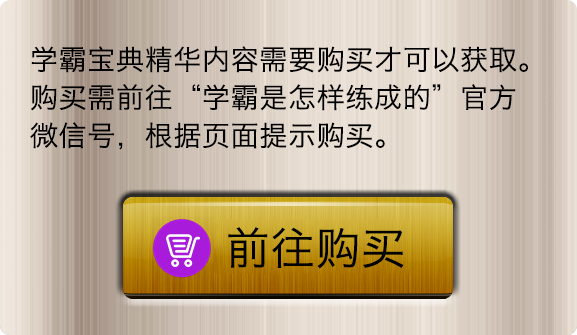 学霸宝典精华内容需要购买才可以获取。
购买需前往“学霸是怎样练成的”官方
微信号，根据页面提示购买。
前往购买